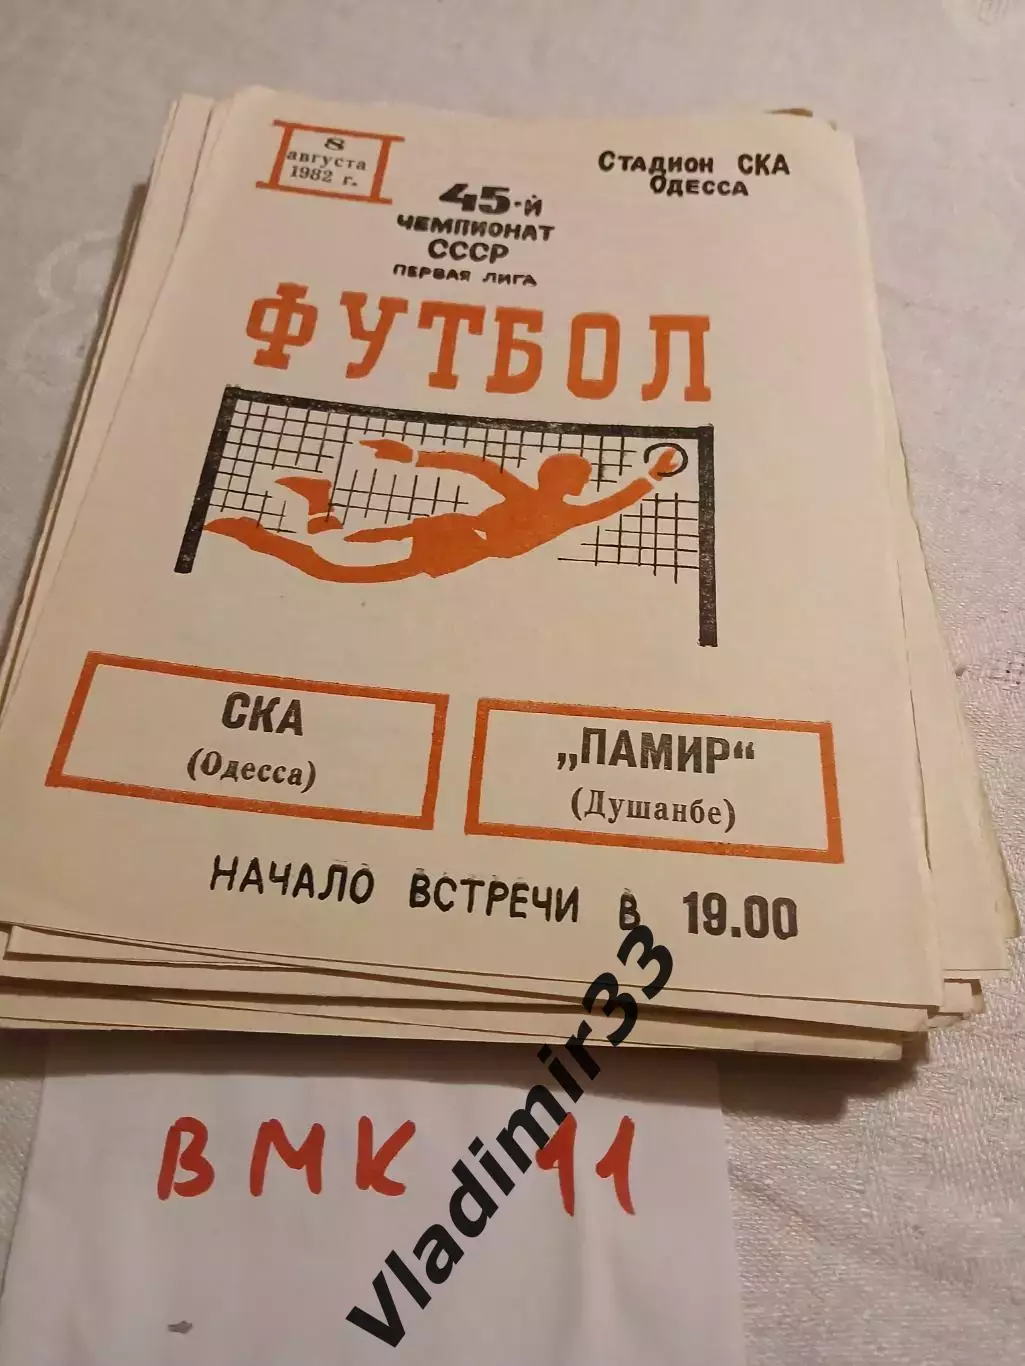 8
августа
1982 г.
СТАДИОН СКА
ОДЕССА
45-й
ЧЕМПИОНАТ
СССР
ПЕРВАЯ ЛИГА
ФУТБОЛ
СКА
(Одесса)
„ПАМИР“
(Душанбе)
НАЧАЛО ВСТРЕЧИ В 19.00
ВМК 11
Vladimir33